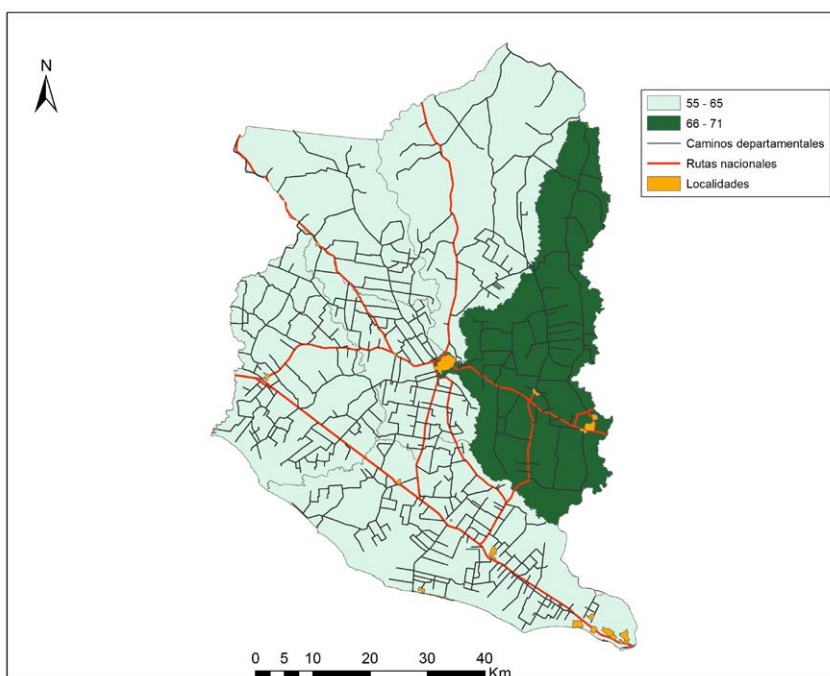 N
55 - 65
66 - 71
Caminos departamentales
Rutas nacionales
Localidades
0 5 10 20 30 40
Km